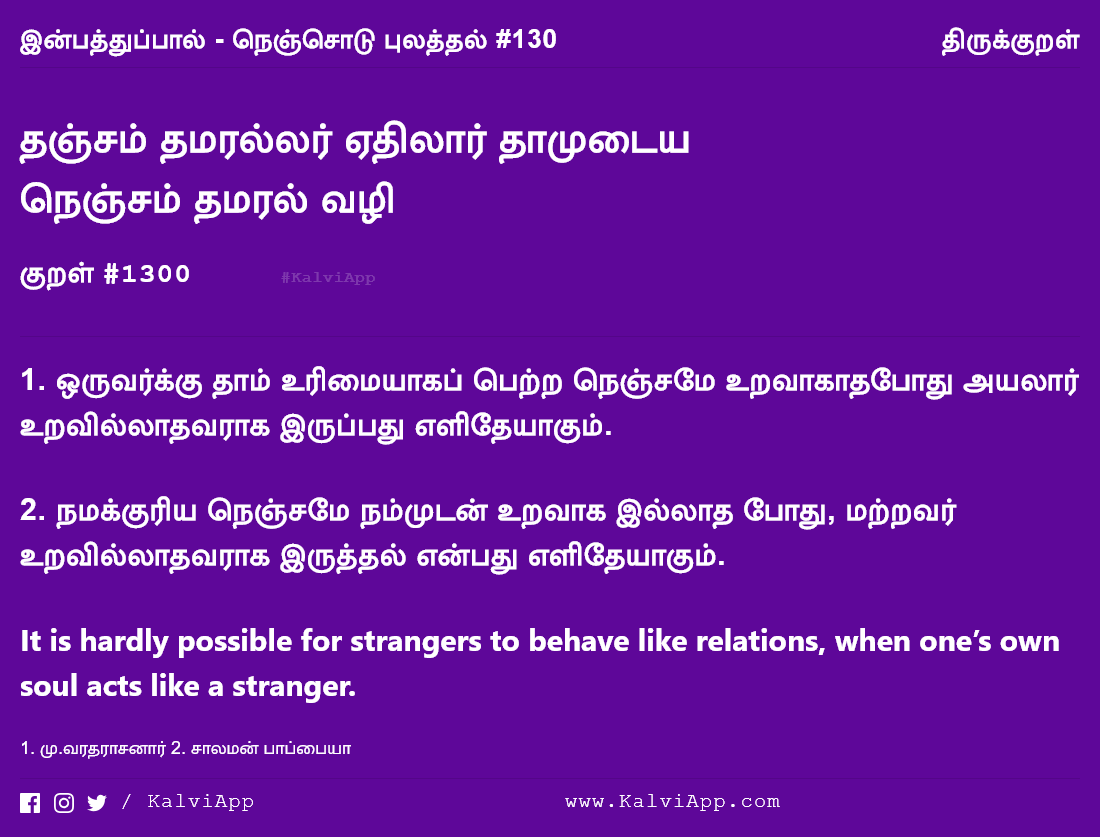 இன்பத்துப்பால் - நெஞ்சொடு புலத்தல் #130 திருக்குறள்
தஞ்சம் தமரல்லர் ஏதிலார் தாமுடைய
நெஞ்சம் தமரல் வழி
குறள் #1300 #KalviApp
1. ஒருவர்க்கு தாம் உரிமையாகப் பெற்ற நெஞ்சமே உறவாகாதபோது அயலார்
உறவில்லாதவராக இருப்பது எளிதேயாகும்.
2. நமக்குரிய நெஞ்சமே நம்முடன் உறவாக இல்லாத போது, மற்றவர்
உறவில்லாதவராக இருத்தல் என்பது எளிதேயாகும்.
It is hardly possible for strangers to behave like relations, when one’s own
soul acts like a stranger.
1. மு.வரதராசனார் 2. சாலமன் பாப்பையா
/ KalviApp www.KalviApp.com